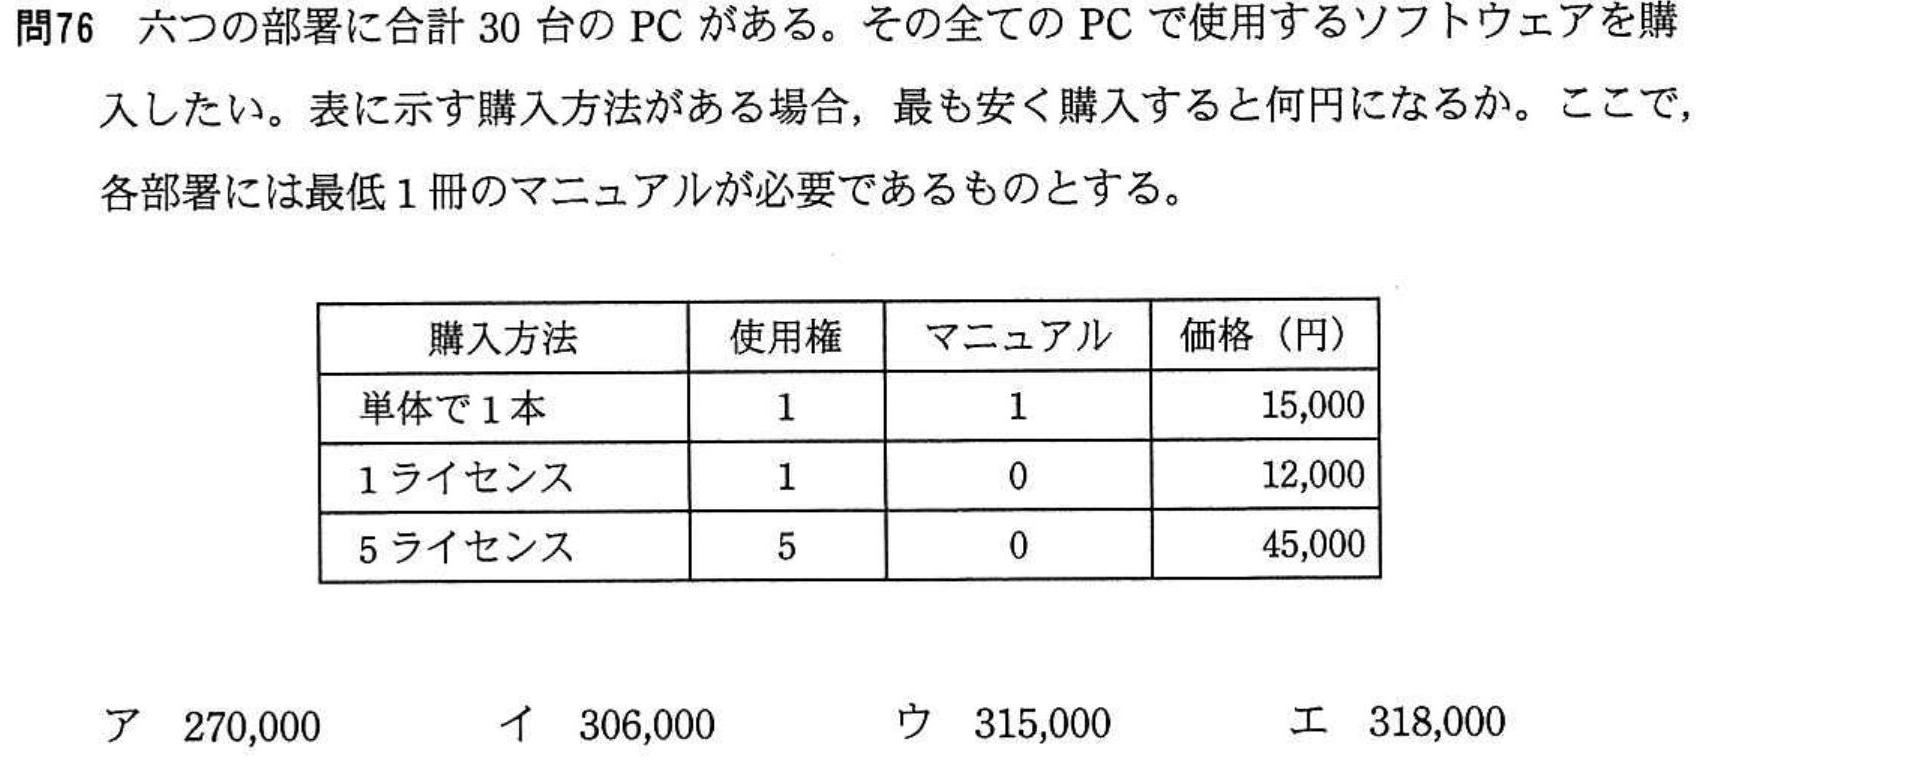 問76 六つの部署に合計 30 台の PC がある。その全ての PC で使用するソフトウェアを購
入したい。表に示す購入方法がある場合，最も安く購入すると何円になるか。ここで，
各部署には最低 1 冊のマニュアルが必要であるものとする。
購入方法 使用権 マニュアル 価格（円）
単体で 1 本 1 1 15,000
1 ライセンス 1 0 12,000
5 ライセンス 5 0 45,000
ア 270,000 イ 306,000 ウ 315,000 エ 318,000